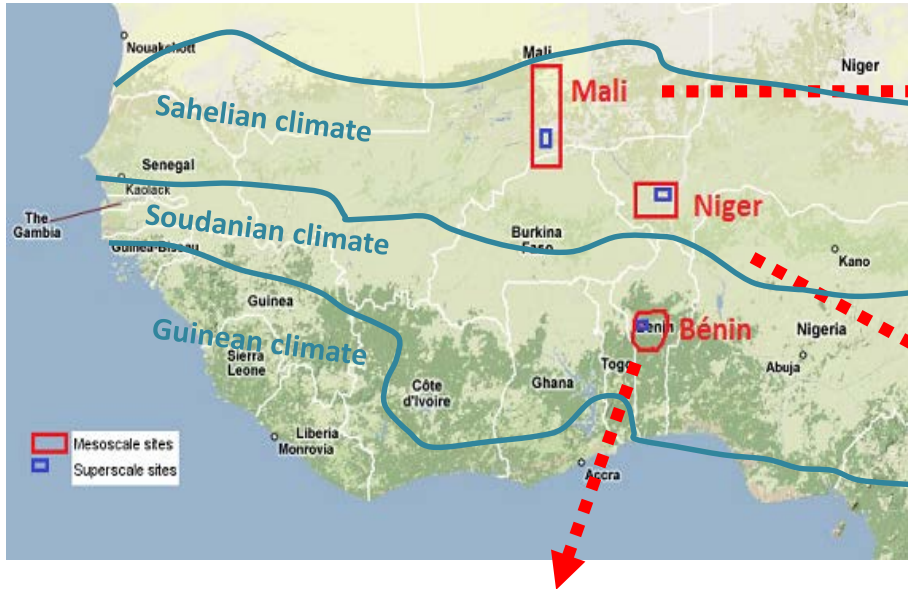 Nouakchott
Mali
Niger
Mali
Sahelian climate
Senegal
Kaolack
The
Gambia
Niger
Soudanian climate
Burkina
Faso
Kano
Guinea-Bissau
Guinea
Bénin
Benin
Nigeria
Guinean climate
Sierra
Leone
Togo
Abuja
Côte
d'Ivoire
Ghana
Liberia
Monrovia
Mesoscale sites
Superscale sites
Accra